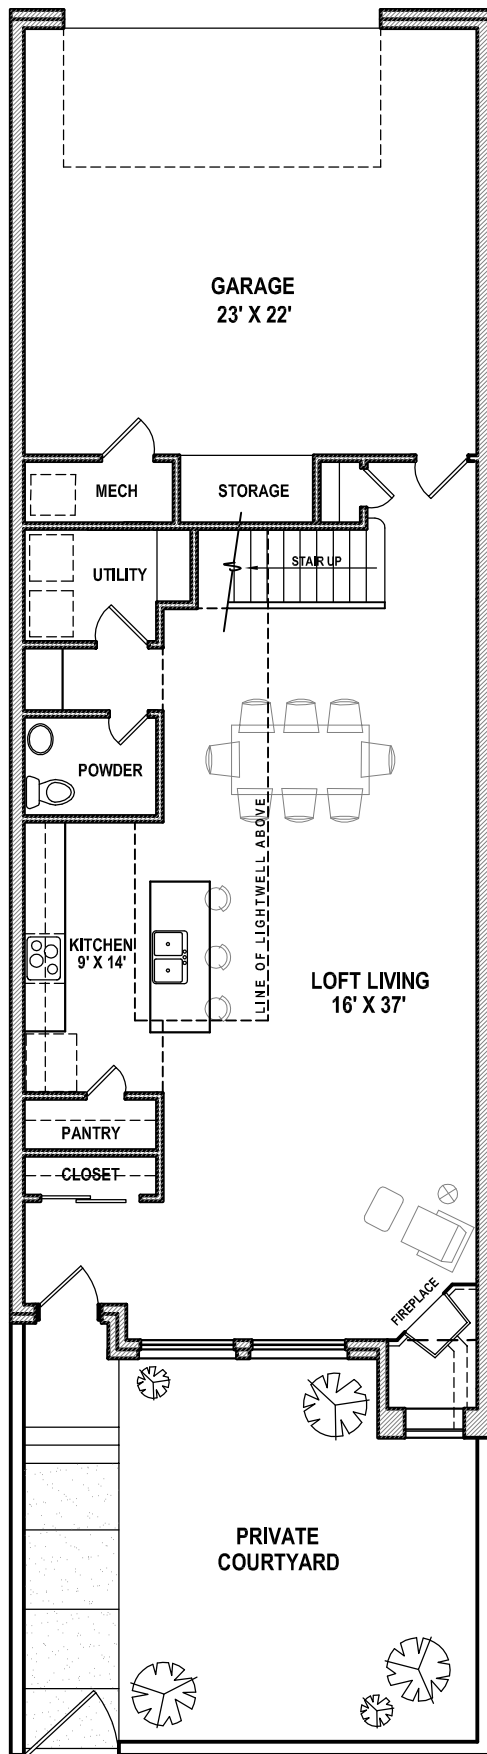 GARAGE
23' X 22'
MECH
STORAGE
UTILITY
STAIR UP
POWDER
LINE OF LIGHTWELL ABOVE
KITCHEN
9' X 14'
LOFT LIVING
16' X 37'
PANTRY
CLOSET
FIREPLACE
PRIVATE
COURTYARD